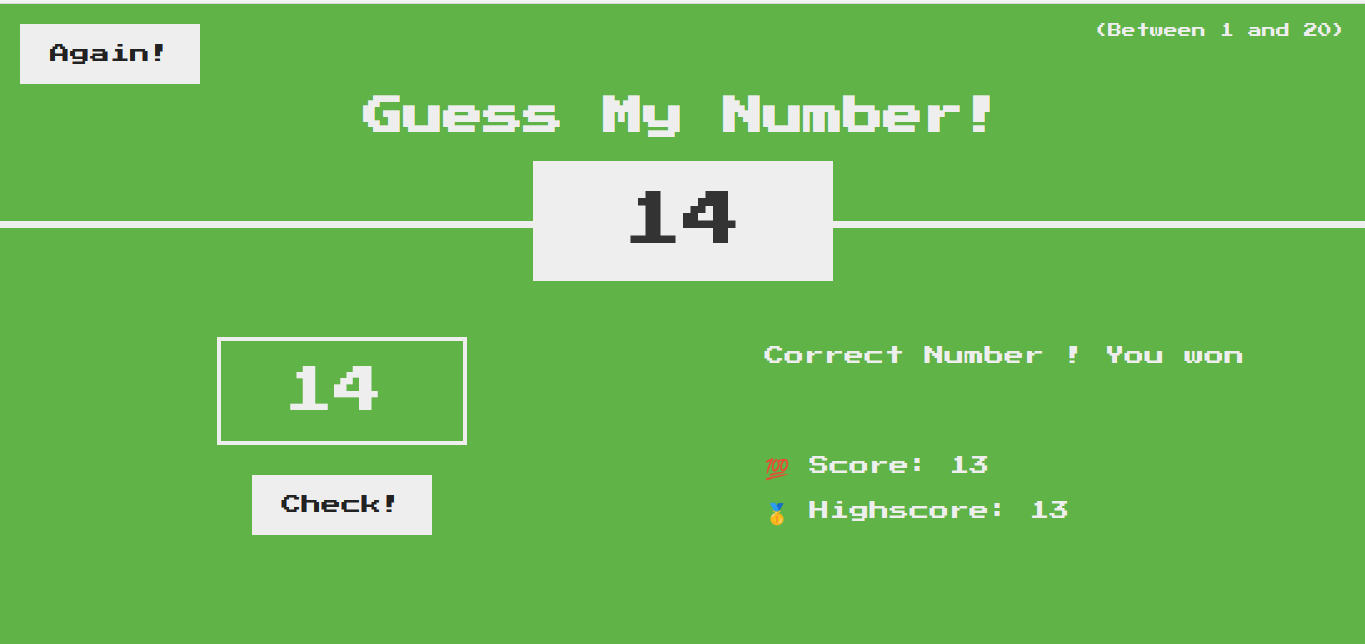 Again!
(Between 1 and 20)
Guess My Number!
14
14
Check!
Correct Number ! You won
💯 Score: 13
🥇 Highscore: 13